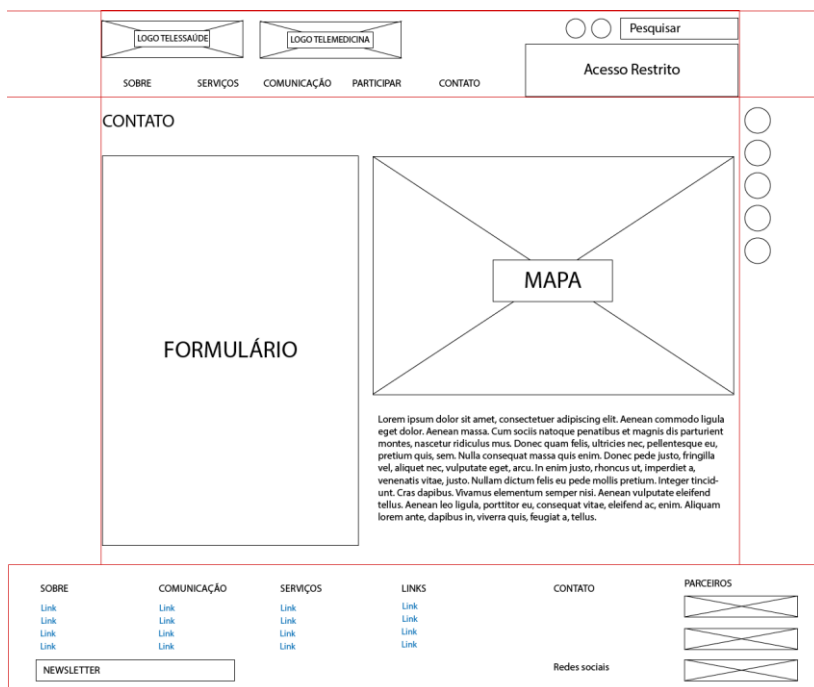 LOGO TELESSAÚDE
LOGO TELEMEDICINA
Pesquisar
Acesso Restrito
SOBRE SERVIÇOS COMUNICAÇÃO PARTICIPAR CONTATO
CONTATO
FORMULÁRIO
MAPA
Lorem ipsum dolor sit amet, consectetuer adipiscing elit. Aenean commodo ligula
eget dolor. Aenean massa. Cum sociis natoque penatibus et magnis dis parturient
montes, nascetur ridiculus mus. Donec quam felis, ultricies nec, pellentesque eu,
pretium quis, sem. Nulla consequat massa quis enim. Donec pede justo, fringilla
vel, aliquet nec, vulputate eget, arcu. In enim justo, rhoncus ut, imperdiet a,
venenatis vitae, justo. Nullam dictum felis eu pede mollis pretium. Integer tincid-
unt. Cras dapibus. Vivamus elementum semper nisi. Aenean vulputate eleifend
tellus. Aenean leo ligula, porttitor eu, consequat vitae, eleifend ac, enim. Aliquam
lorem ante, dapibus in, viverra quis, feugiat a, tellus.
SOBRE COMUNICAÇÃO SERVIÇOS LINKS CONTATO PARCEIROS
Link Link Link Link
Link Link Link Link
Link Link Link Link
Link Link Link Link
NEWSLETTER
Redes sociais